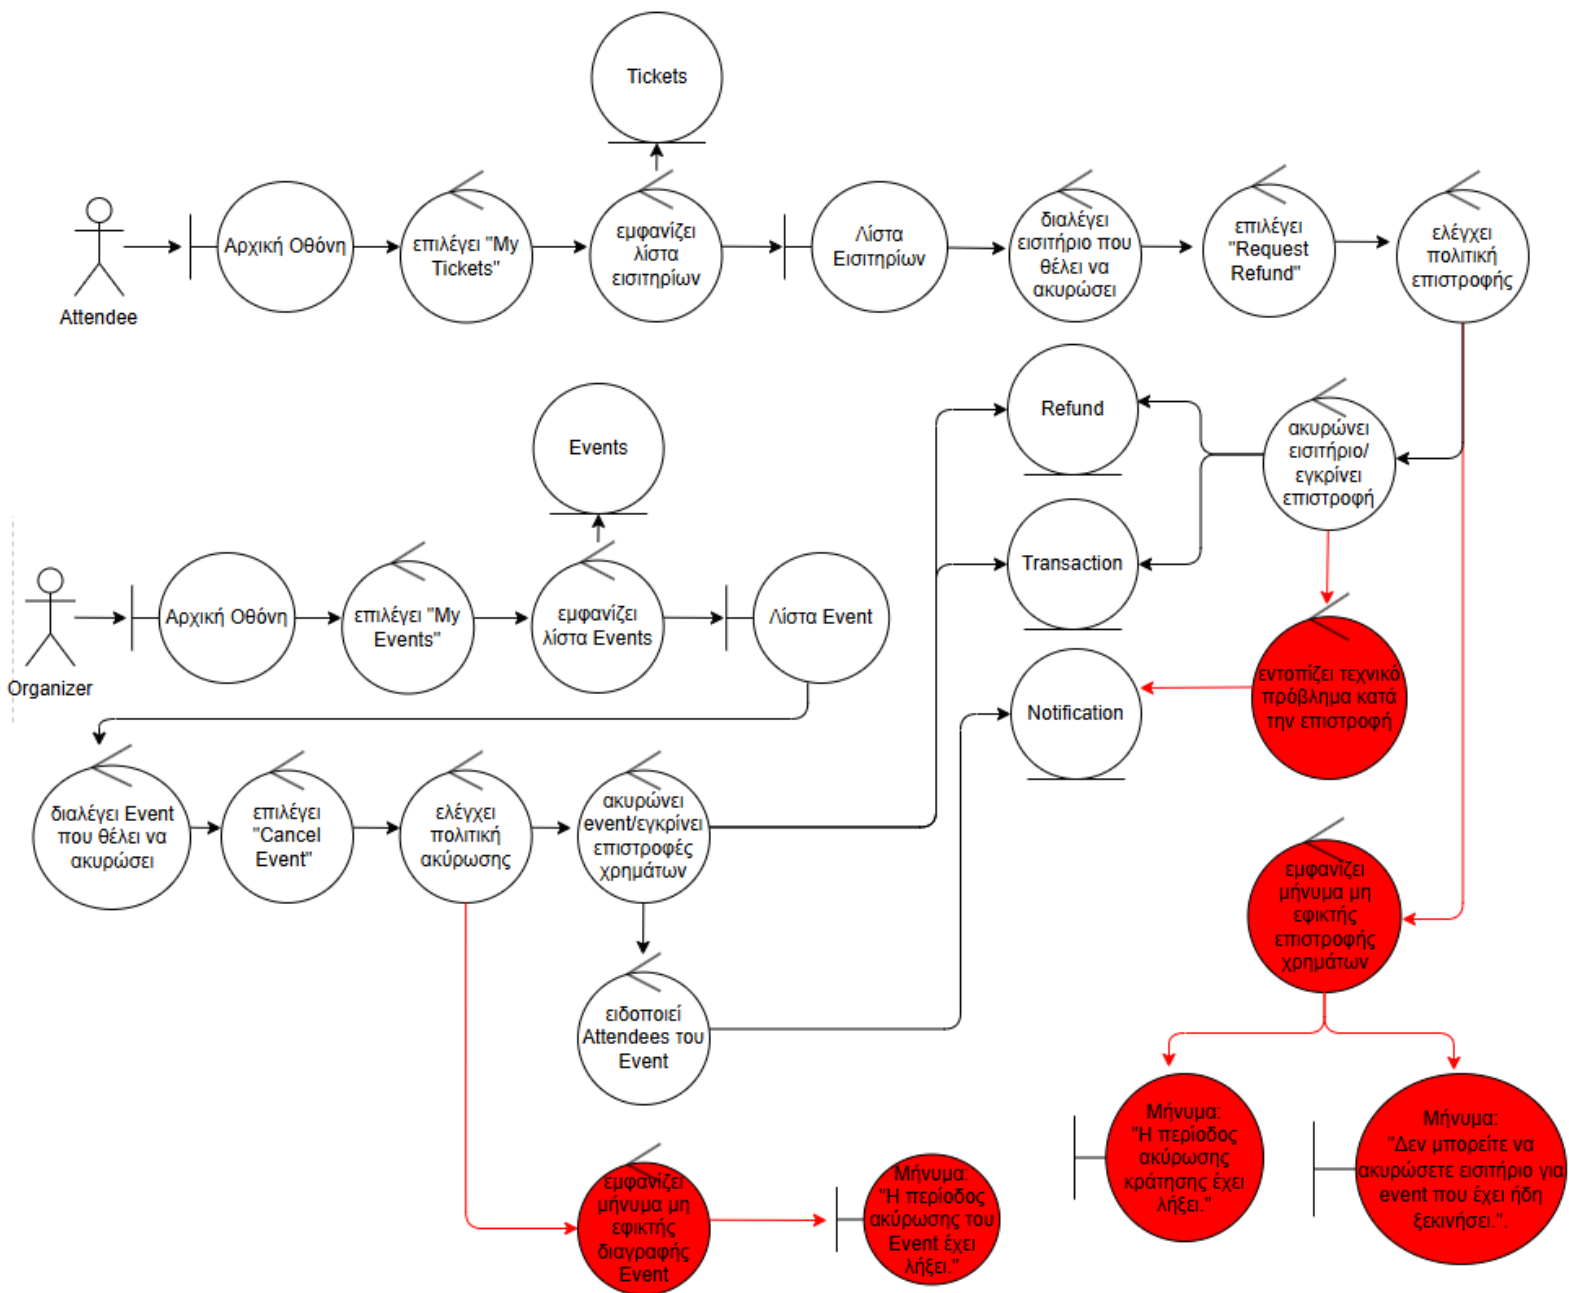 Tickets
Αρχική Οθόνη
επιλέγει "My
Tickets"
εμφανίζει
λίστα
εισιτηρίων
Λίστα
Εισιτηρίων
διαλέγει
εισιτήριο που
θέλει να
ακυρώσει
επιλέγει
"Request
Refund"
ελέγχει
πολιτική
επιστροφής
Attendee
Refund
ακυρώνει
εισιτήριο/
εγκρίνει
επιστροφή
Events
Transaction
Αρχική Οθόνη
επιλέγει "My
Events"
εμφανίζει
λίστα Events
Λίστα Event
Organizer
εντοπίζει τεχνικό
πρόβλημα κατά
την επιστροφή
Notification
διαλέγει Event
που θέλει να
ακυρώσει
επιλέγει
"Cancel
Event"
ελέγχει
πολιτική
ακύρωσης
ακυρώνει
event/εγκρίνει
επιστροφές
χρημάτων
εμφανίζει
μήνυμα μη
εφικτής
επιστροφής
χρημάτων
ειδοποιεί
Attendees του
Event
Μήνυμα:
"Η περίοδος
ακύρωσης
κράτησης έχει
λήξει."
Μήνυμα:
"Δεν μπορείτε να
ακυρώσετε εισιτήριο για
event που έχει ήδη
ξεκινήσει.".
εμφανίζει
μήνυμα μη
εφικτής
διαγραφής
Event
Μήνυμα:
"Η περίοδος
ακύρωσης του
Event έχει
λήξει."